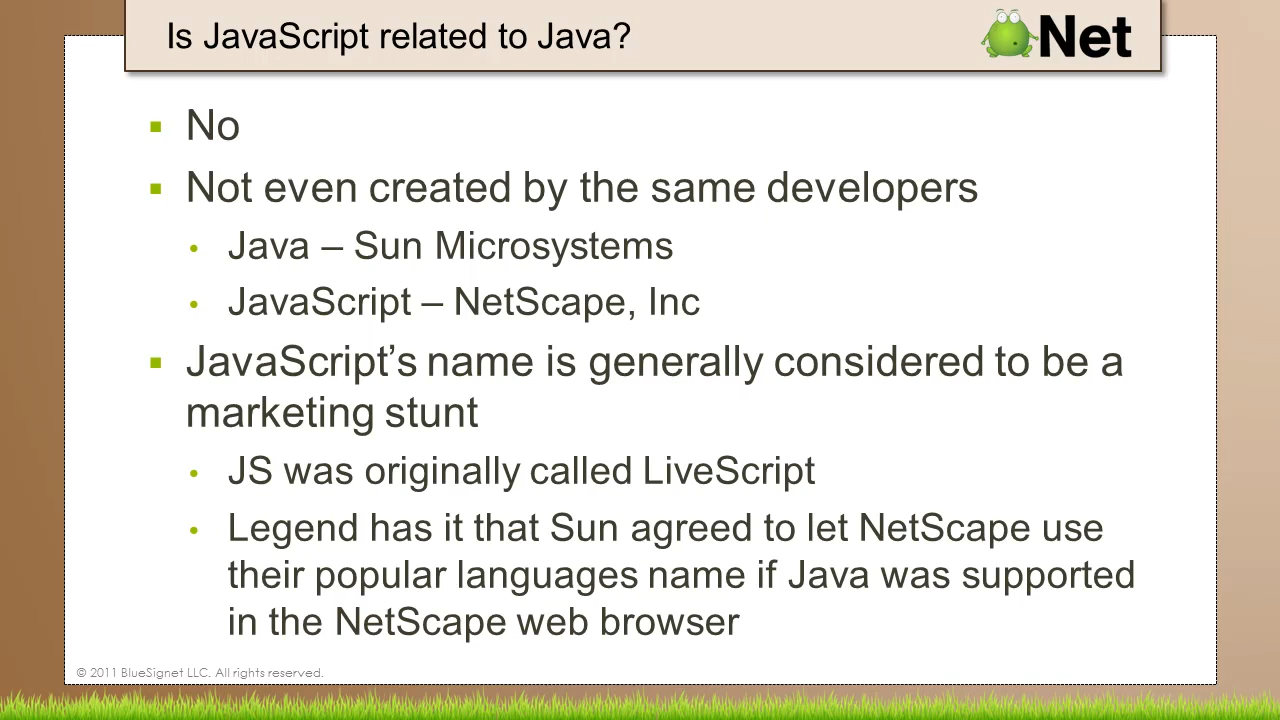 Is JavaScript related to Java?
Net
▪ No
▪ Not even created by the same developers
• Java – Sun Microsystems
• JavaScript – NetScape, Inc
▪ JavaScript’s name is generally considered to be a
marketing stunt
• JS was originally called LiveScript
• Legend has it that Sun agreed to let NetScape use
their popular languages name if Java was supported
in the NetScape web browser
© 2011 BlueSignet LLC. All rights reserved.